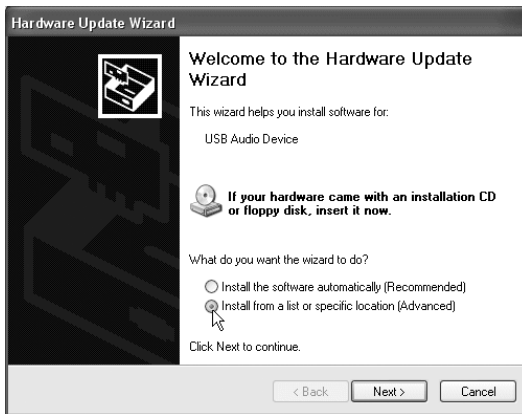 Hardware Update Wizard
Welcome to the Hardware Update
Wizard
This wizard helps you install software for:
USB Audio Device
If your hardware came with an installation CD
or floppy disk, insert it now.
What do you want the wizard to do?
Install the software automatically (Recommended)
Install from a list or specific location (Advanced)
Click Next to continue.
< Back Next > Cancel